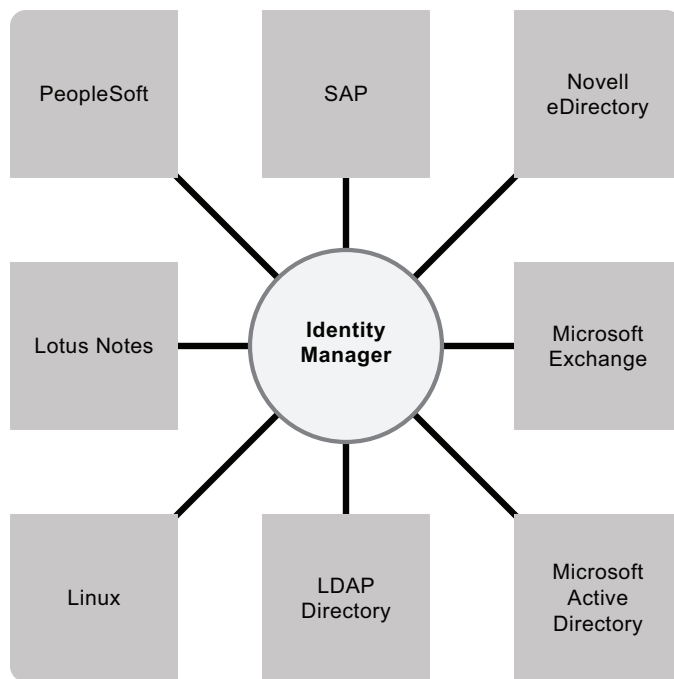 PeopleSoft
SAP
Novell
eDirectory
Lotus Notes
Identity
Manager
Microsoft
Exchange
Linux
LDAP
Directory
Microsoft
Active
Directory